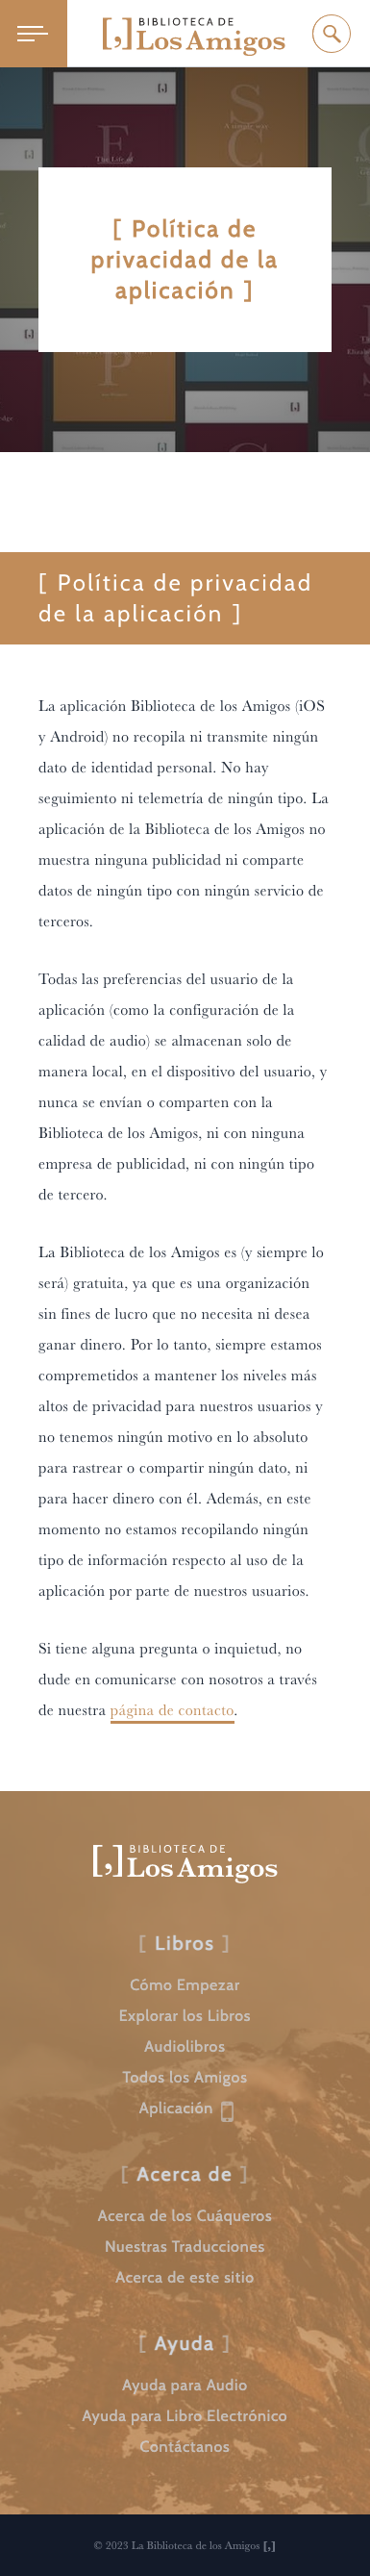 BIBLIOTECA DE
[,] Los Amigos
[ Política de
privacidad de la
aplicación ]
[ Política de privacidad
de la aplicación ]
La aplicación Biblioteca de los Amigos (iOS
y Android) no recopila ni transmite ningún
dato de identidad personal. No hay
seguimiento ni telemetría de ningún tipo. La
aplicación de la Biblioteca de los Amigos no
muestra ninguna publicidad ni comparte
datos de ningún tipo con ningún servicio de
terceros.
Todas las preferencias del usuario de la
aplicación (como la configuración de la
calidad de audio) se almacenan solo de
manera local, en el dispositivo del usuario, y
nunca se envían o comparten con la
Biblioteca de los Amigos, ni con ninguna
empresa de publicidad, ni con ningún tipo
de tercero.
La Biblioteca de los Amigos es (y siempre lo
será) gratuita, ya que es una organización
sin fines de lucro que no necesita ni desea
ganar dinero. Por lo tanto, siempre estamos
comprometidos a mantener los niveles más
altos de privacidad para nuestros usuarios y
no tenemos ningún motivo en lo absoluto
para rastrear o compartir ningún dato, ni
para hacer dinero con él. Además, en este
momento no estamos recopilando ningún
tipo de información respecto al uso de la
aplicación por parte de nuestros usuarios.
Si tiene alguna pregunta o inquietud, no
dude en comunicarse con nosotros a través
de nuestra página de contacto.
BIBLIOTECA DE
[,] Los Amigos
[ Libros ]
Cómo Empezar
Explorar los Libros
Audiolibros
Todos los Amigos
Aplicación
[ Acerca de ]
Acerca de los Cuáqueros
Nuestras Traducciones
Acerca de este sitio
[ Ayuda ]
Ayuda para Audio
Ayuda para Libro Electrónico
Contáctanos
© 2023 La Biblioteca de los Amigos [,]